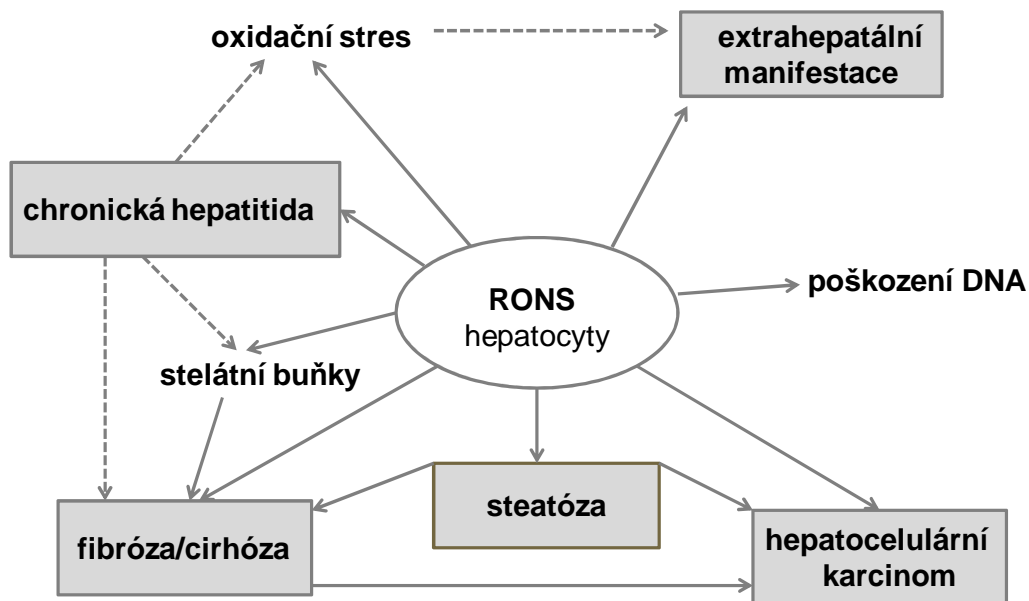 oxidační stres
extrahepatální
manifestace
chronická hepatitida
RONS
hepatocyty
poškození DNA
stelátní buňky
steatóza
fibróza/cirhóza
hepatocelulární
karcinom